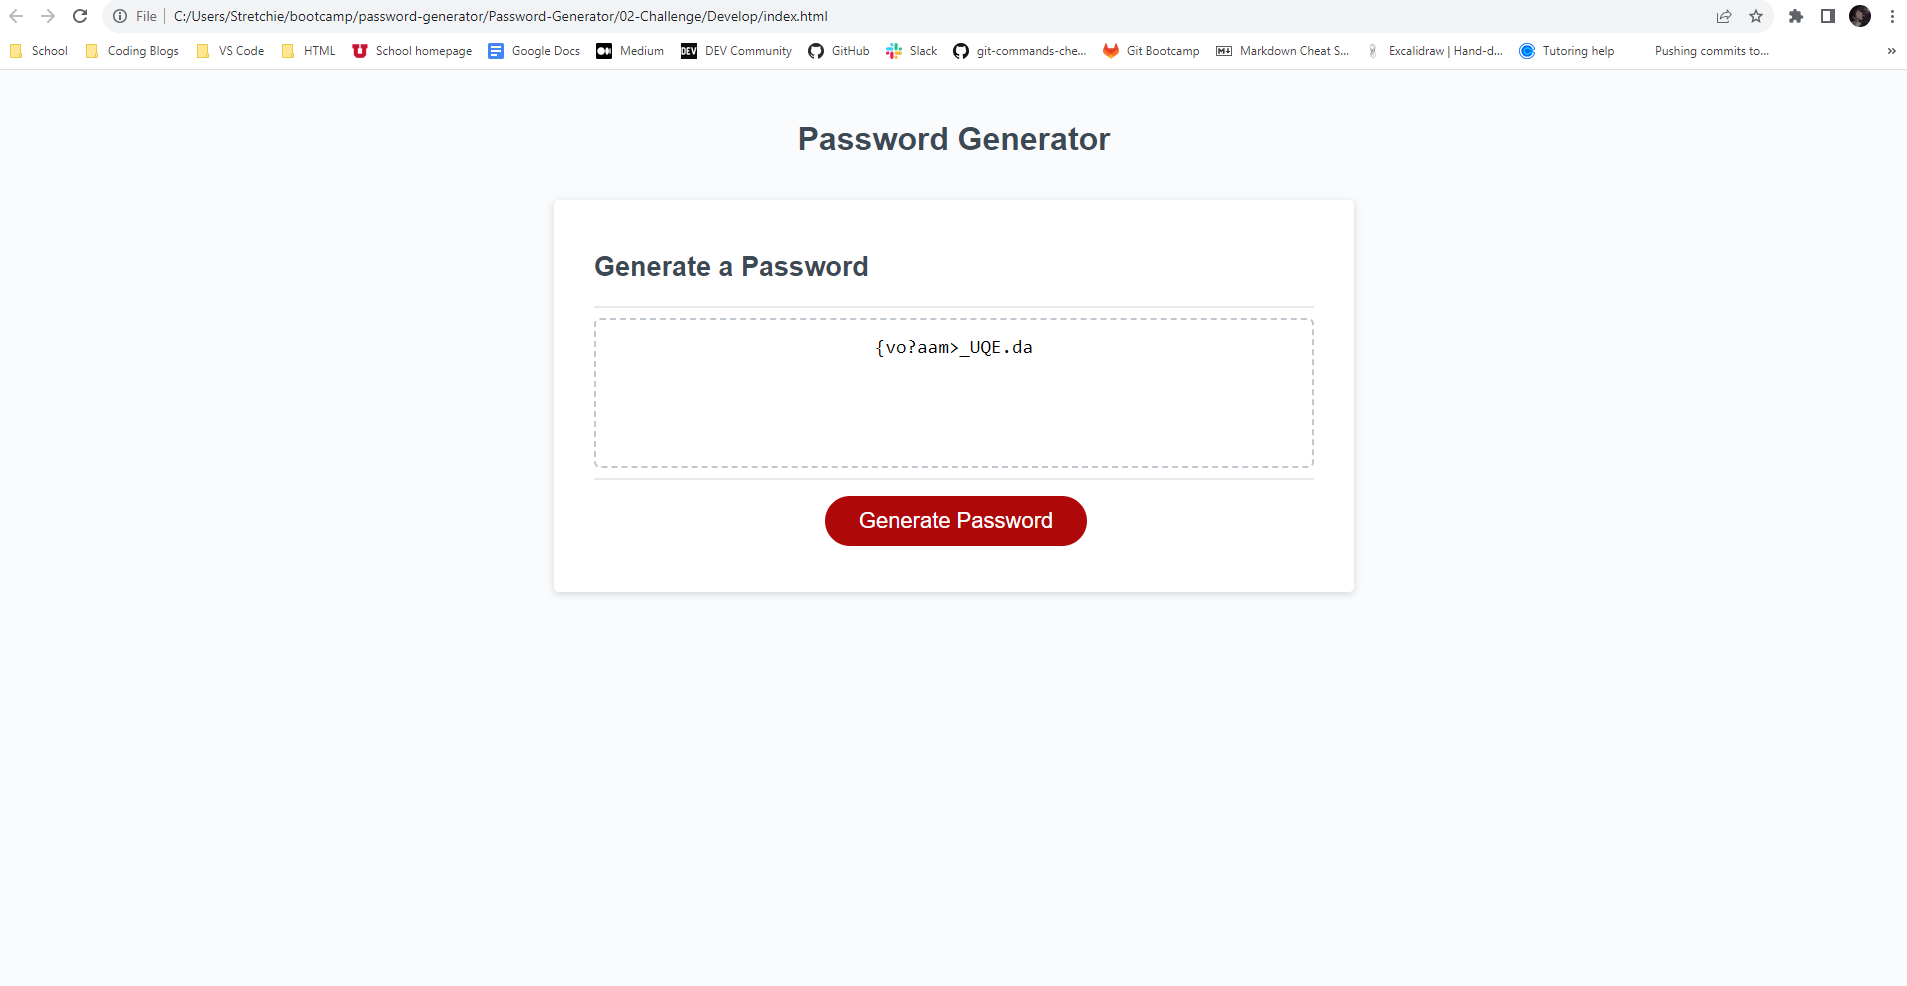 File C:/Users/Stretchie/bootcamp/password-generator/Password-Generator/02-Challenge/Develop/index.html
School Coding Blogs VS Code HTML U School homepage Google Docs Medium DEV DEV Community GitHub Slack git-commands-che... Git Bootcamp M Markdown Cheat S... Excalidraw | Hand-d... Tutoring help Pushing commits to... »
Password Generator
Generate a Password
{vo?aam>_UQE.da
Generate Password